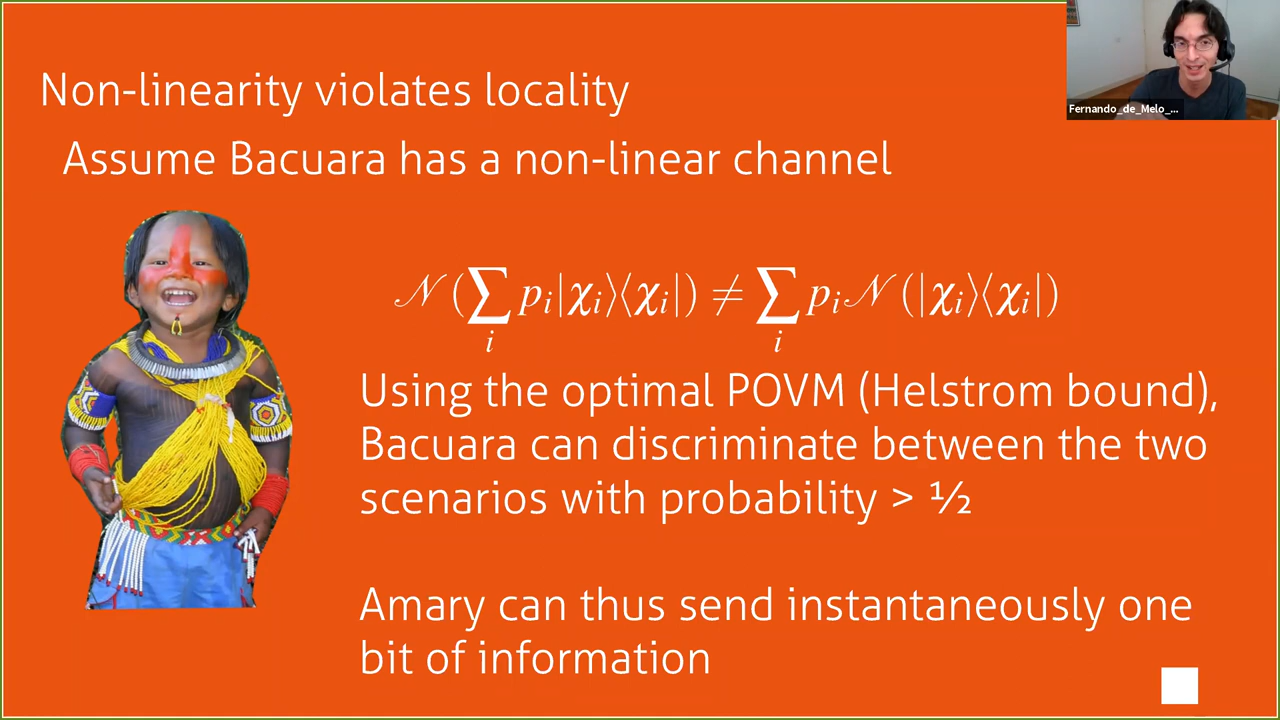 Non-linearity violates locality
Fernando_de_Melo_...
Assume Bacuara has a non-linear channel
𝒩(∑ᵢ pᵢ|χᵢ⟩⟨χᵢ|) ≠ ∑ᵢ pᵢ𝒩(|χᵢ⟩⟨χᵢ|)
Using the optimal POVM (Helstrom bound),
Bacuara can discriminate between the two
scenarios with probability > ½
Amary can thus send instantaneously one
bit of information